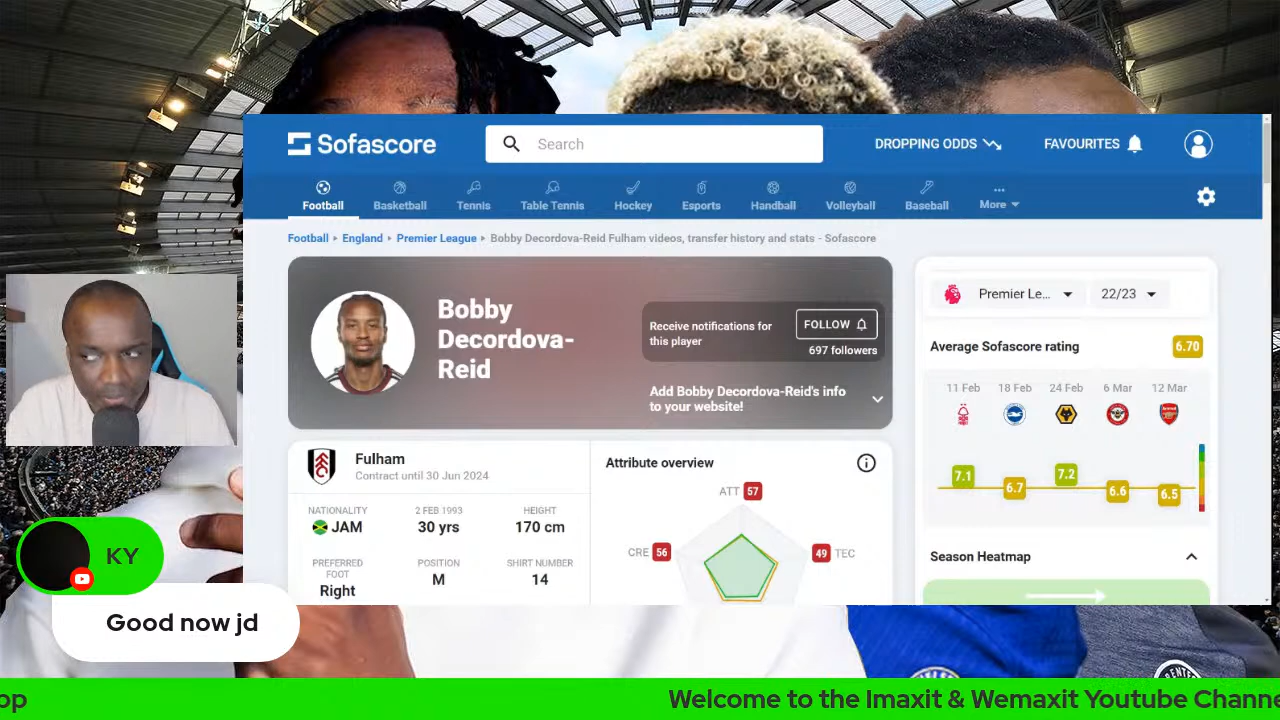 Sofascore
Search
DROPPING ODDS
FAVOURITES
Football
Basketball
Tennis
Table Tennis
Hockey
Esports
Handball
Volleyball
Baseball
More
Football
England
Premier League
Bobby Decordova-Reid Fulham videos, transfer history and stats - Sofascore
Bobby
Decordova-
Reid
Receive notifications for
this player
FOLLOW
697 followers
Add Bobby Decordova-Reid's info
to your website!
Premier Le...
22/23
Average Sofascore rating
6.70
11 Feb
18 Feb
24 Feb
6 Mar
12 Mar
7.1
6.7
7.2
6.6
6.5
Season Heatmap
Fulham
Contract until 30 Jun 2024
NATIONALITY
JAM
2 FEB 1993
30 yrs
HEIGHT
170 cm
PREFERRED
FOOT
Right
POSITION
M
SHIRT NUMBER
14
Attribute overview
ATT 57
CRE 56
49 TEC
KY
Good now jd
pp
Welcome to the Imaxit & Wemaxit Youtube Channe